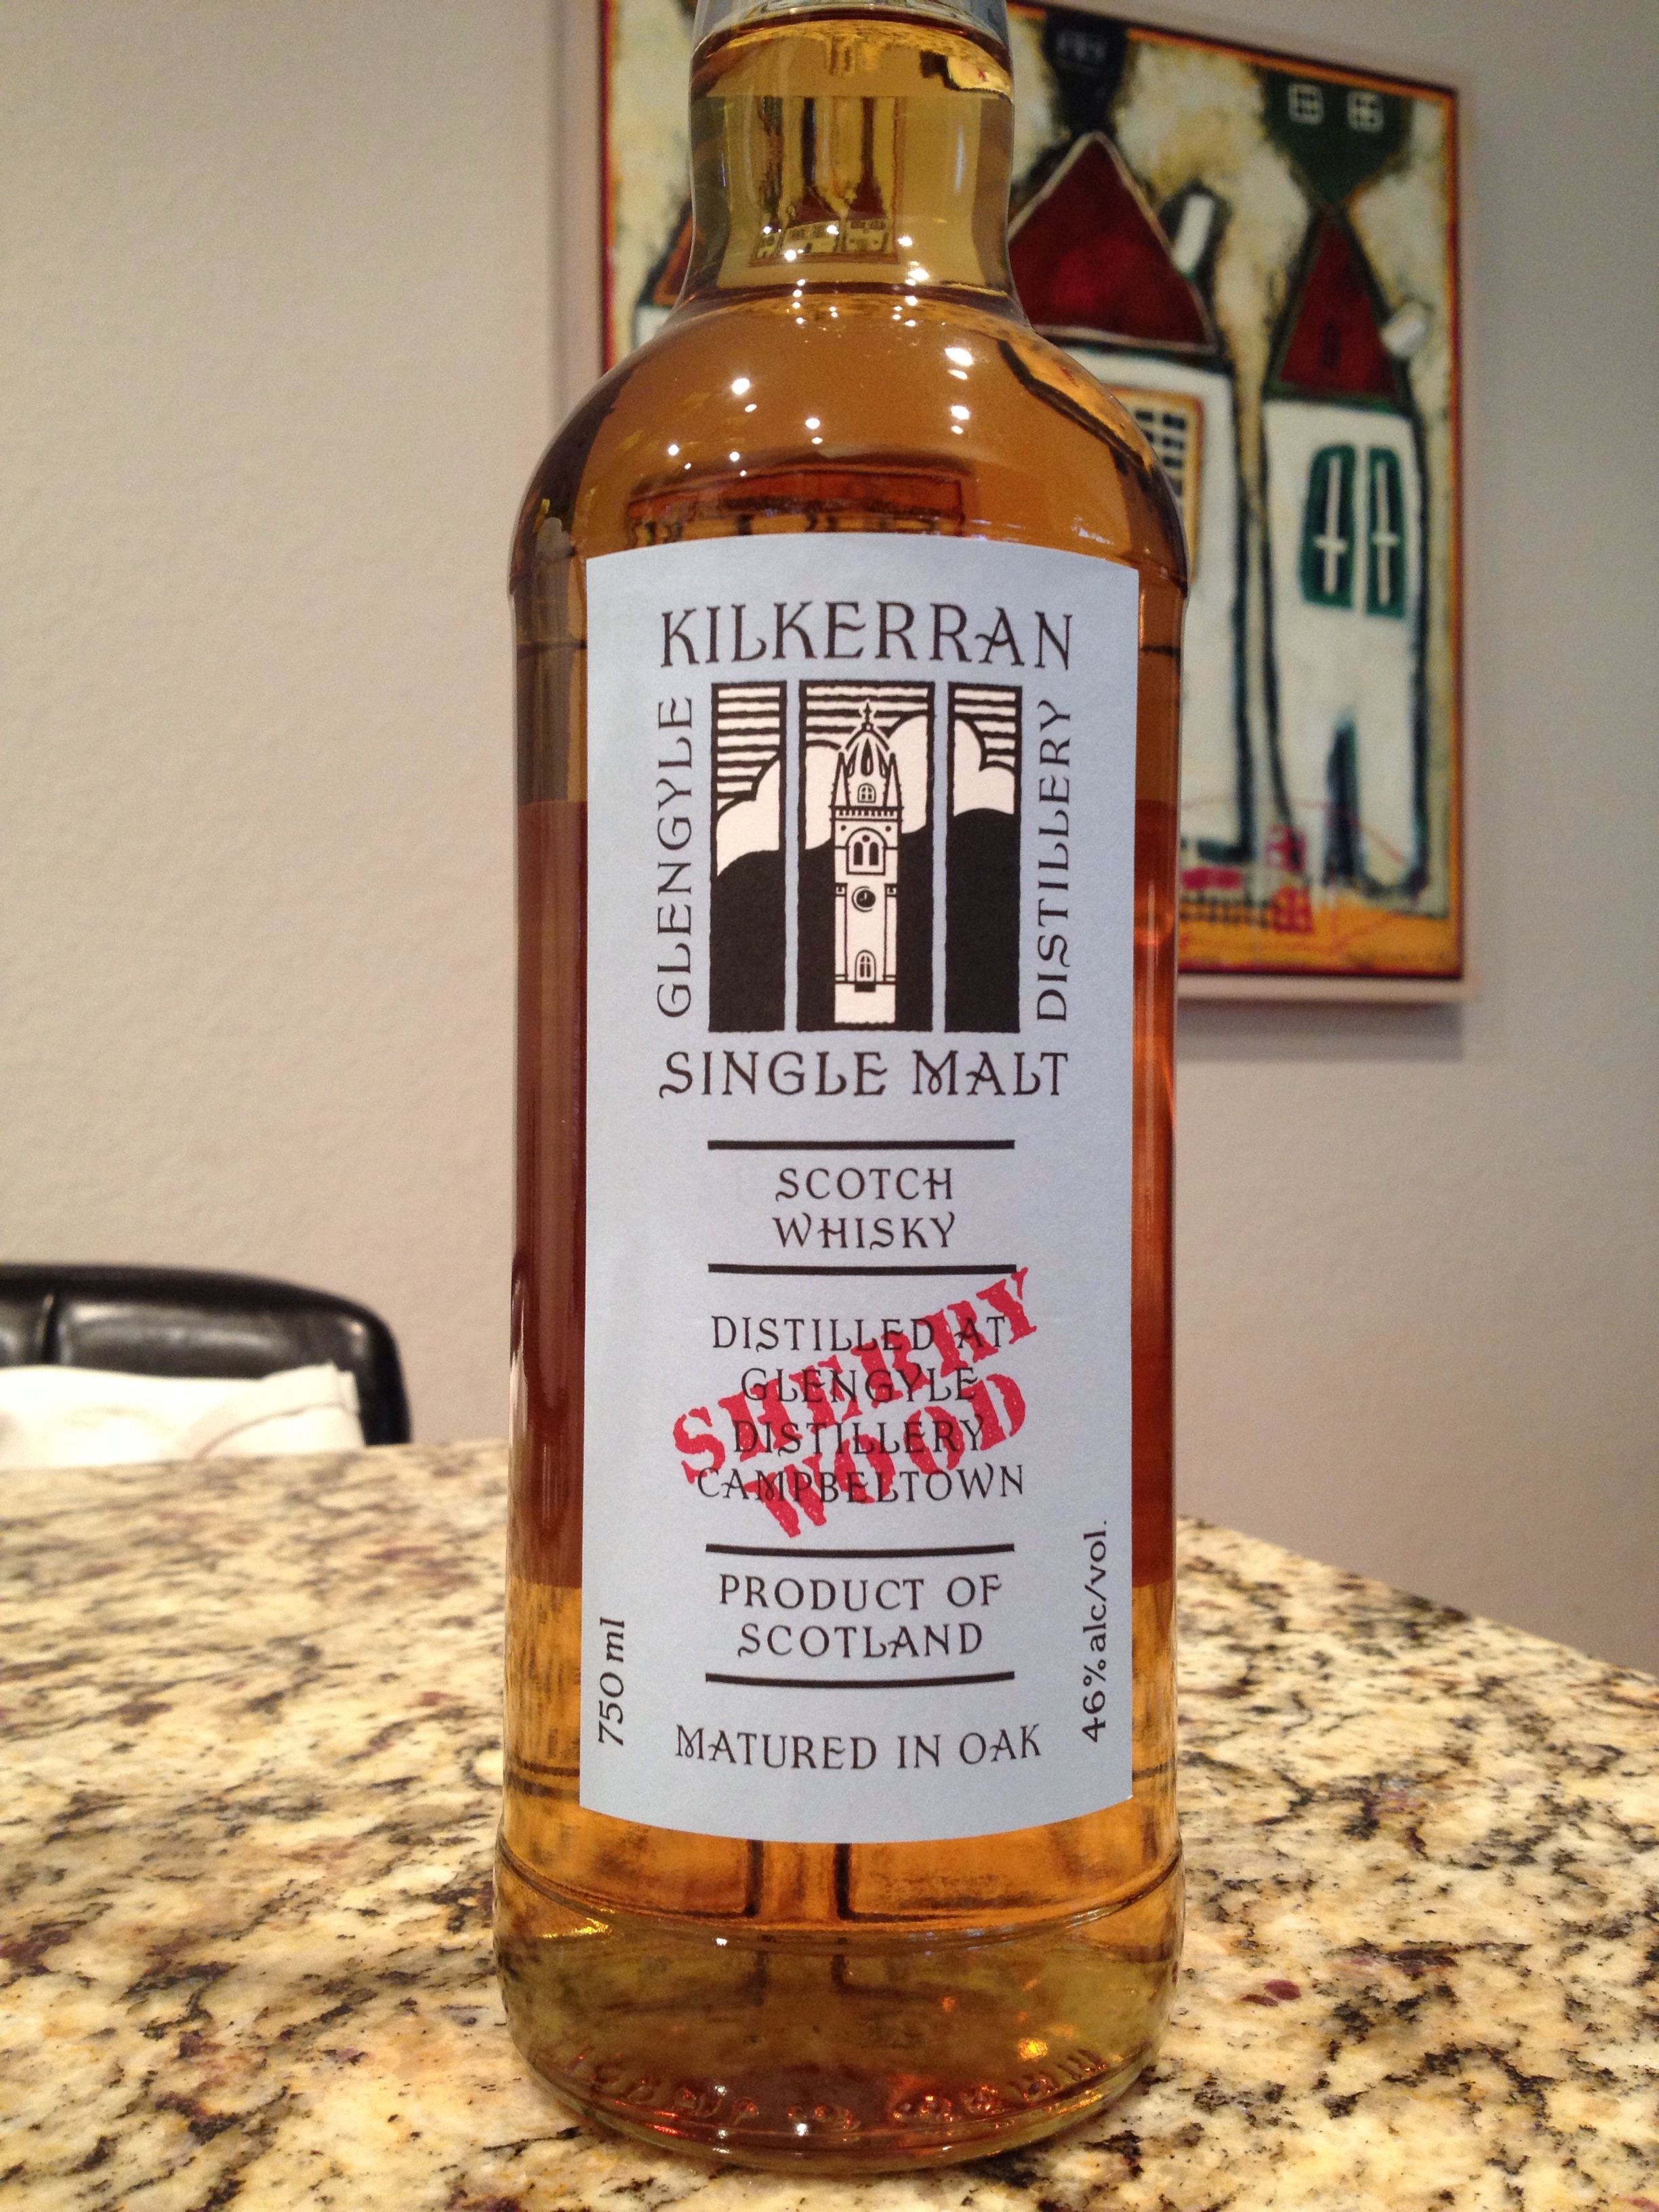 KILKERRAN
GLENGYLE
DISTILLERY
SINGLE MALT
SCOTCH
WHISKY
DISTILLED AT
GLENGYLE
DISTILLERY
CAMPBELTOWN
SHERRY
WOOD
PRODUCT OF
SCOTLAND
750 ml
46% alc/vol.
MATURED IN OAK